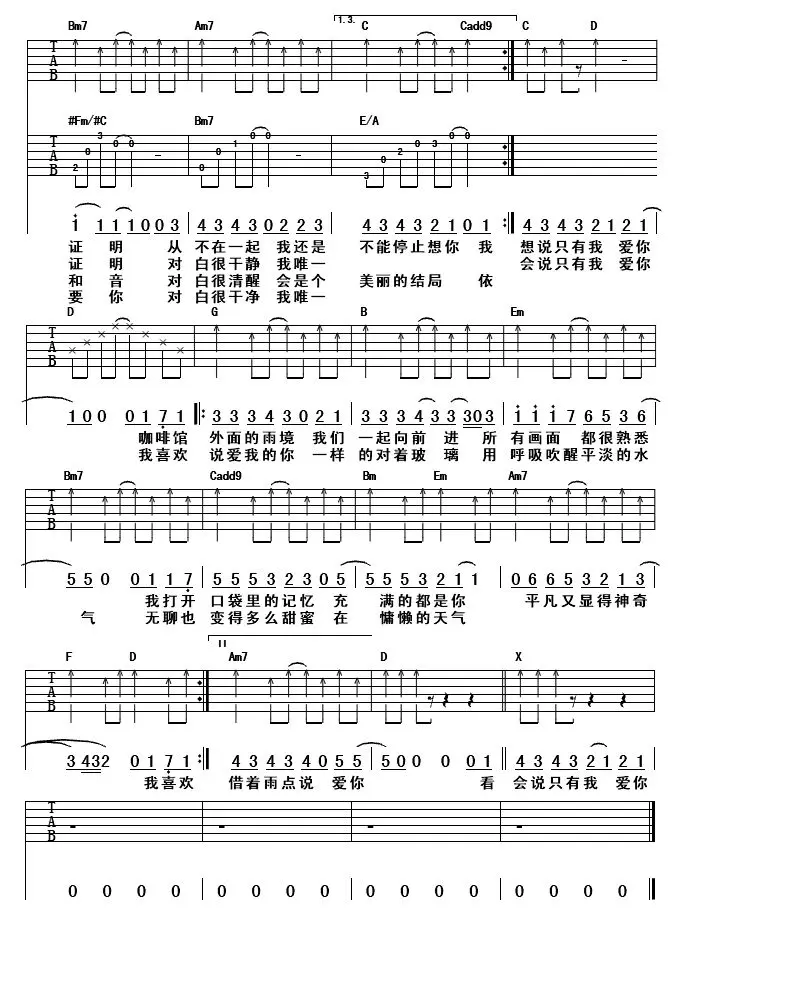 1.3.
Bm7 Am7 C Cadd9 C D
T A B
#Fm/#C Bm7 E/A
T A B
2 0 3 0 0 - 0 0 1 0 0 - 3 0 2 0 3 0 0
1 1 1 1 0 0 3 4 3 4 3 0 2 2 3 4 3 4 3 2 1 0 1 :‖ 4 3 4 3 2 1 2 1
证 明 从 不在一起 我还是 不能停止想你 我 想说只有我 爱你
证 明 对 白很干静 我唯一 会说只有我 爱你
和 音 对 白很清醒 会是个 美丽的结局 依
要 你 对 白很干净 我唯一
D G B Em
T A B
1 0 0 0 1 7 1 ‖: 3 3 3 4 3 0 2 1 3 3 3 4 3 3 3 0 3 1 1 1 7 6 5 3 6
咖啡馆 外面的雨境 我们 一起向前 进 所 有画面 都很熟悉
我喜欢 说爱我的你 一样 的对着玻 璃 用 呼吸吹醒平淡的水
Bm7 Cadd9 Bm Em Am7
T A B
5 5 0 0 1 1 7 5 5 5 3 2 3 0 5 5 5 5 3 2 1 1 0 6 6 5 3 2 1 3
我打开 口袋里的记忆 充 满的都是你 平凡又显得神奇
气 无聊也 变得多么甜蜜 在 慵懒的天气
II
F D Am7 D X
T A B
3 4 3 2 0 1 7 1 :‖ 4 3 4 3 4 0 5 5 5 0 0 0 0 1 ‖ 4 3 4 3 2 1 2 1
我喜欢 借着雨点说 爱你 看 会说只有我 爱你
T A B
- - - -
0 0 0 0 0 0 0 0 0 0 0 0 0 0 0 0